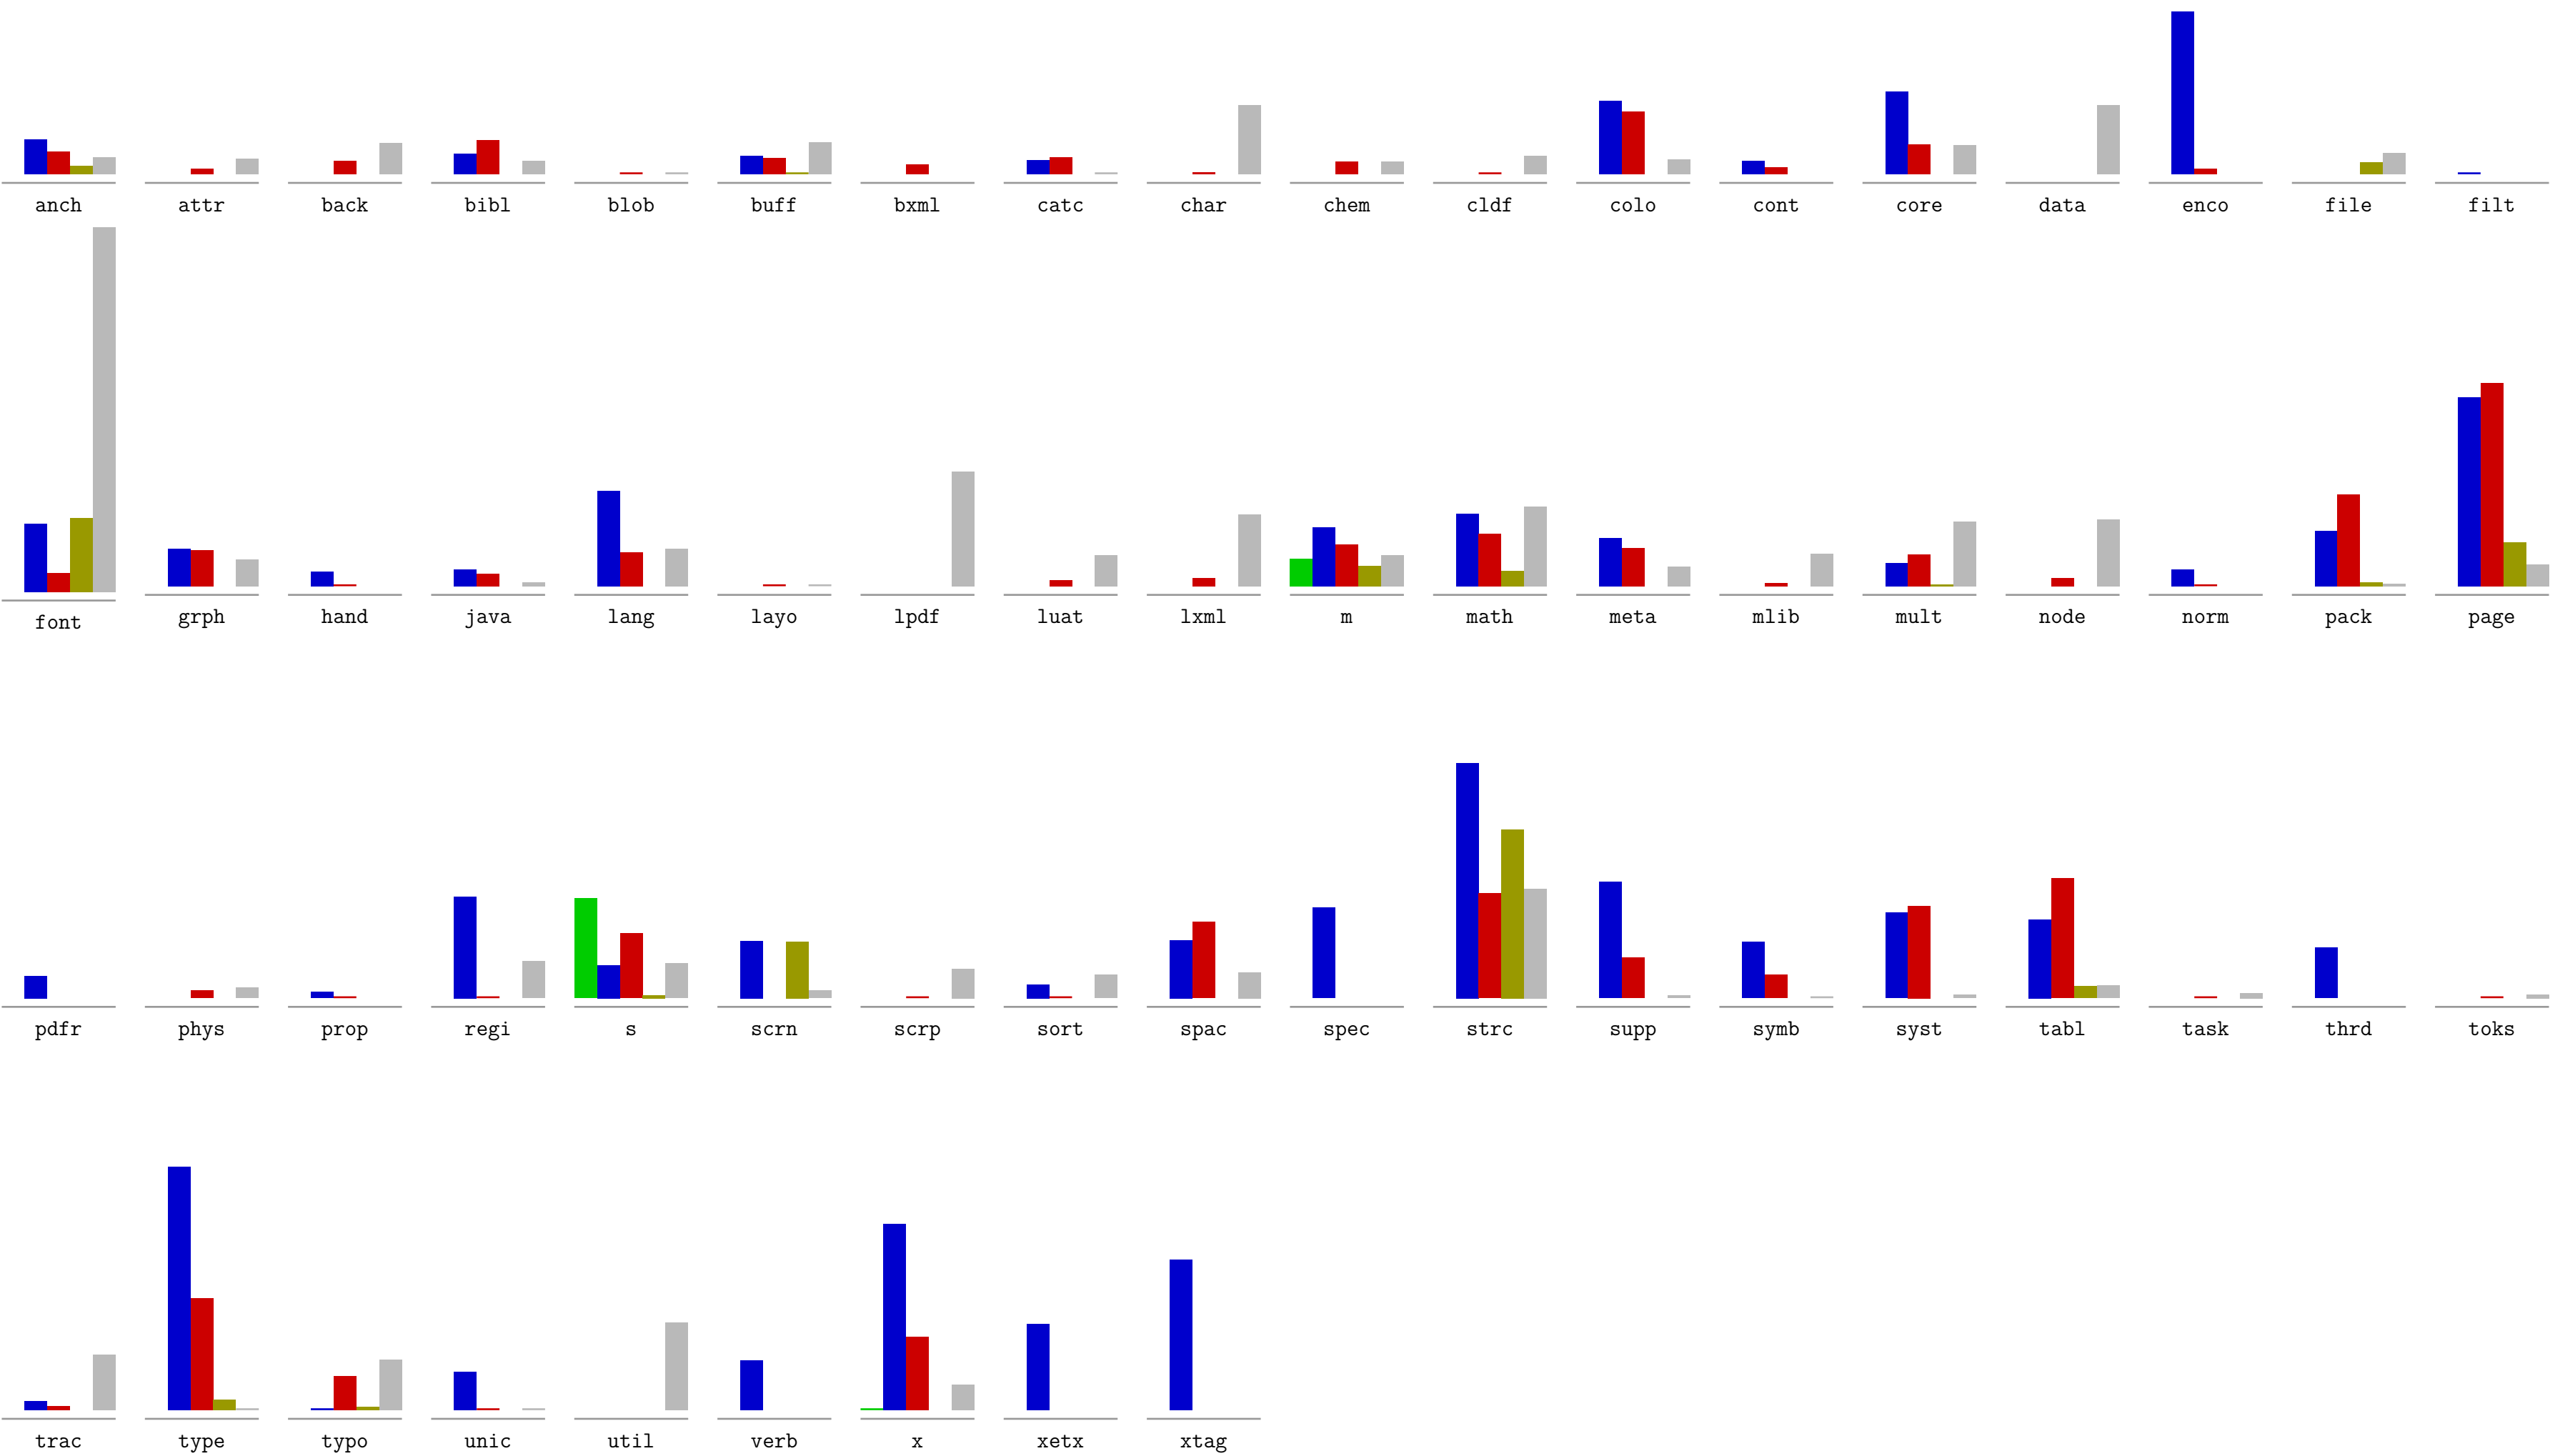 anch attr back bibl blob buff bxml catc char chem cldf colo cont core data enco file filt
font grph hand java lang layo lpdf luat lxml m math meta mlib mult node norm pack page
pdfr phys prop regi s scrn scrp sort spac spec strc supp symb syst tabl task thrd toks
trac type typo unic util verb x xetx xtag